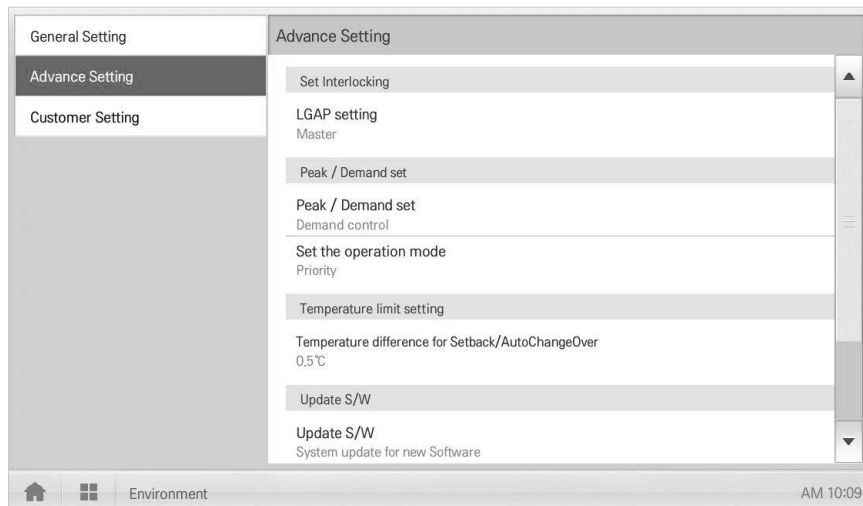 General Setting
Advance Setting
Customer Setting
Advance Setting
Set Interlocking
LGAP setting
Master
Peak / Demand set
Peak / Demand set
Demand control
Set the operation mode
Priority
Temperature limit setting
Temperature difference for Setback/AutoChangeOver
0.5℃
Update S/W
Update S/W
System update for new Software
Environment
AM 10:09